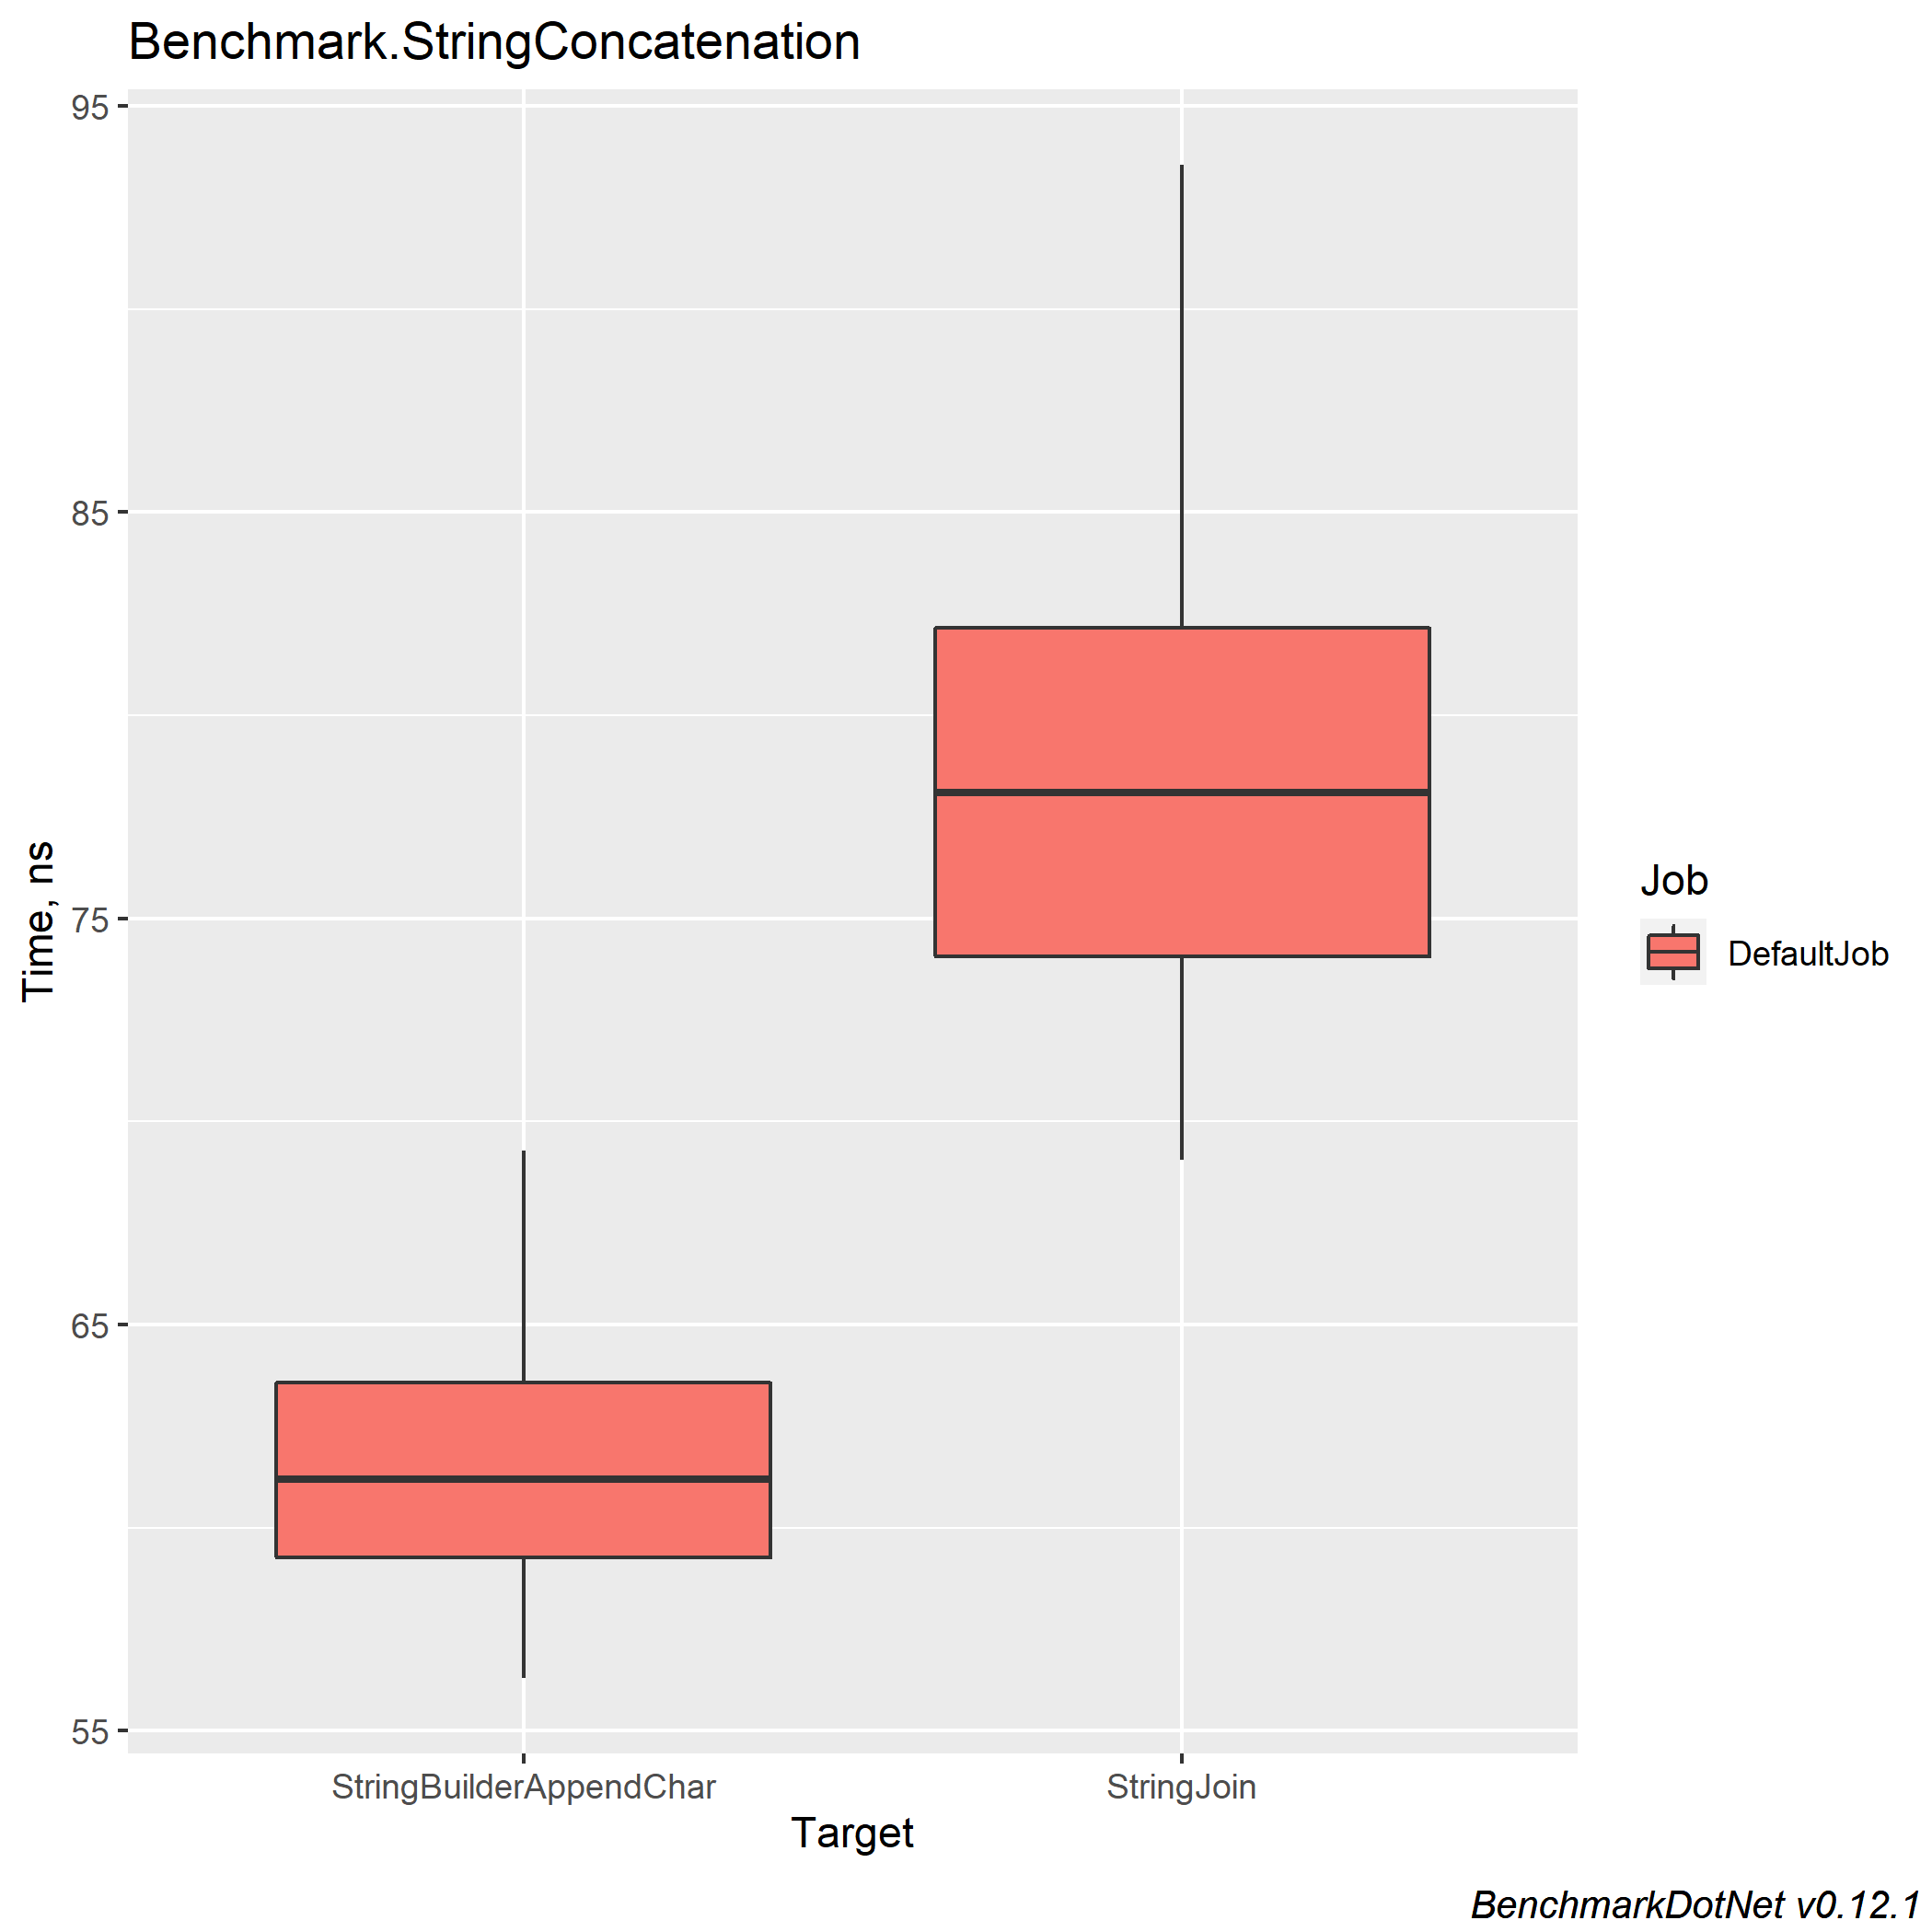 Benchmark.StringConcatenation
95
85
75
65
55
Time, ns
StringBuilderAppendChar
StringJoin
Target
Job
DefaultJob
BenchmarkDotNet v0.12.1